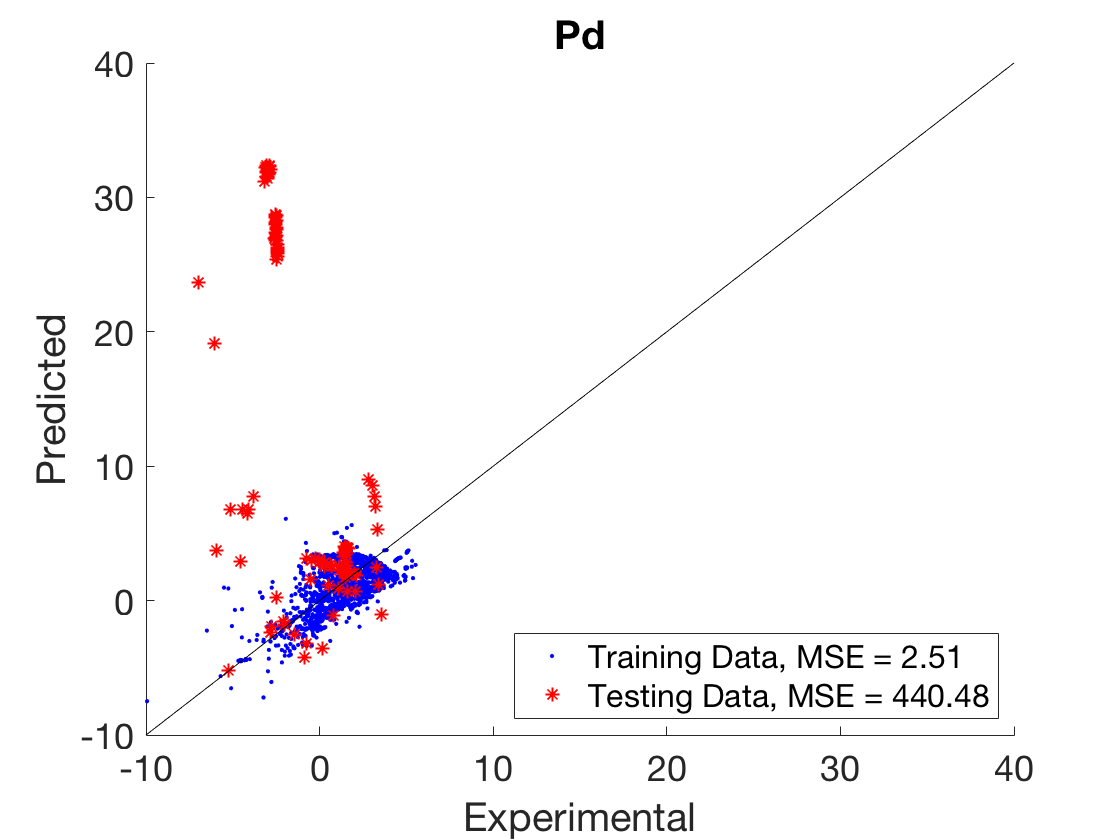 Pd
40
30
20
10
0
-10
-10 0 10 20 30 40
Predicted
Experimental
Training Data, MSE = 2.51
Testing Data, MSE = 440.48